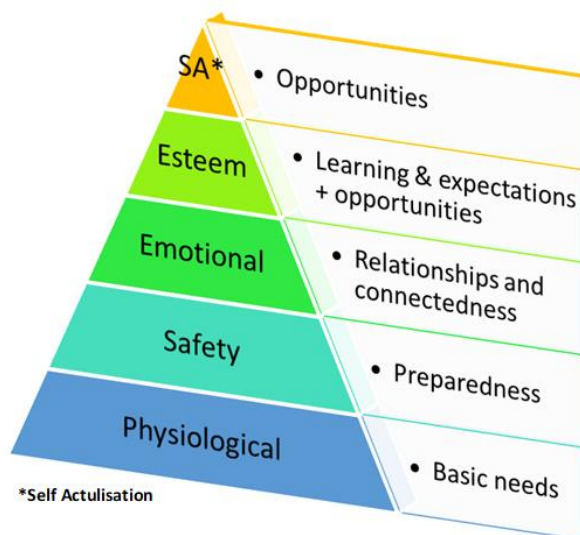 SA*
• Opportunities
Esteem
• Learning & expectations
+ opportunities
Emotional
• Relationships and
connectedness
Safety
• Preparedness
Physiological
• Basic needs
*Self Actulisation